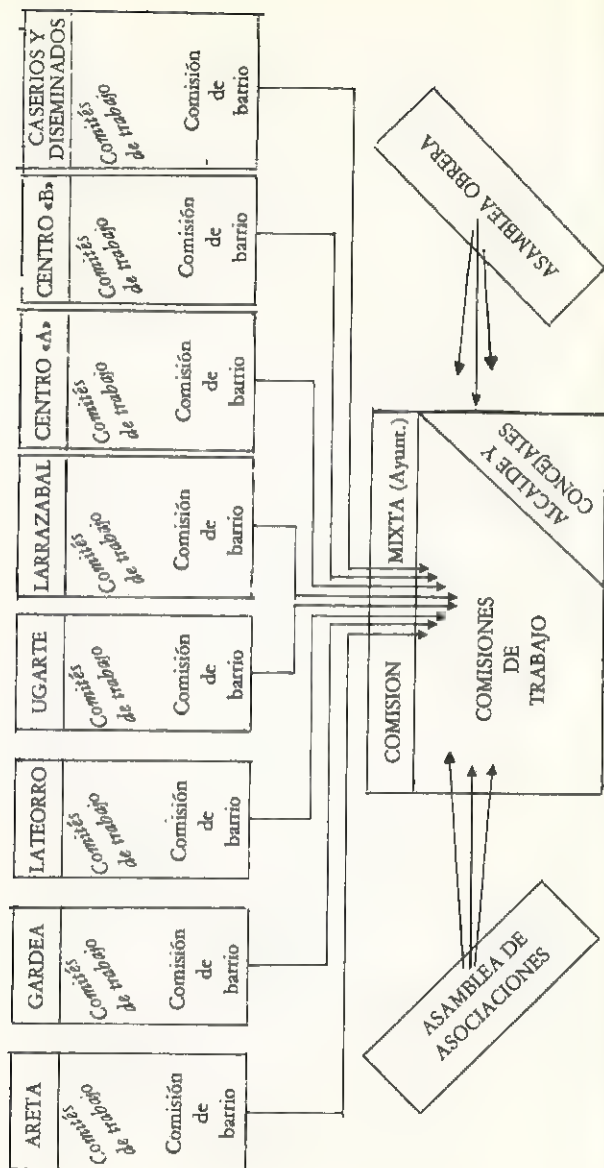 ARETA
Comités
de trabajo
Comisión
de
barrio
GARDEA
Comités
de trabajo
Comisión
de
barrio
LATEORRO
Comités
de trabajo
Comisión
de
barrio
UGARTE
Comités
de trabajo
Comisión
de
barrio
LARRAZABAL
Comités
de trabajo
Comisión
de
barrio
CENTRO «A»
Comités
de trabajo
Comisión
de
barrio
CENTRO «B»
Comités
de trabajo
Comisión
de
barrio
CASERIOS Y
DISEMINADOS
Comités
de trabajo
Comisión
de
barrio
COMISION MIXTA (Ayunt.)
COMISIONES
DE
TRABAJO
ALCALDE Y
CONCEJALES
ASAMBLEA DE
ASOCIACIONES
ASAMBLEA OBRERA